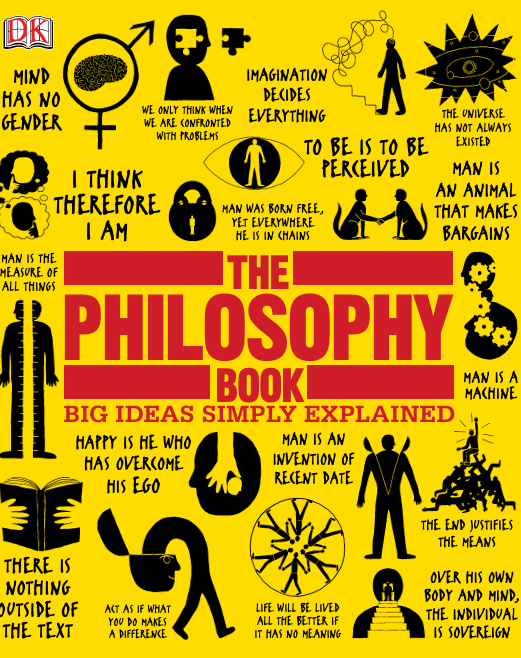 DK
MIND
HAS NO
GENDER
WE ONLY THINK WHEN
WE ARE CONFRONTED
WITH PROBLEMS
IMAGINATION
DECIDES
EVERYTHING
THE UNIVERSE
HAS NOT ALWAYS
EXISTED
I THINK
THEREFORE
I AM
MAN WAS BORN FREE,
YET EVERYWHERE
HE IS IN CHAINS
TO BE IS TO BE
PERCEIVED
MAN IS
AN ANIMAL
THAT MAKES
BARGAINS
MAN IS THE
MEASURE OF
ALL THINGS
THE
PHILOSOPHY
BOOK
BIG IDEAS SIMPLY EXPLAINED
MAN IS A
MACHINE
HAPPY IS HE WHO
HAS OVERCOME
HIS EGO
MAN IS AN
INVENTION OF
RECENT DATE
THE END JUSTIFIES
THE MEANS
THERE IS
NOTHING
OUTSIDE OF
THE TEXT
ACT AS IF WHAT
YOU DO MAKES
A DIFFERENCE
LIFE WILL BE LIVED
ALL THE BETTER IF
IT HAS NO MEANING
OVER HIS OWN
BODY AND MIND,
THE INDIVIDUAL
IS SOVEREIGN